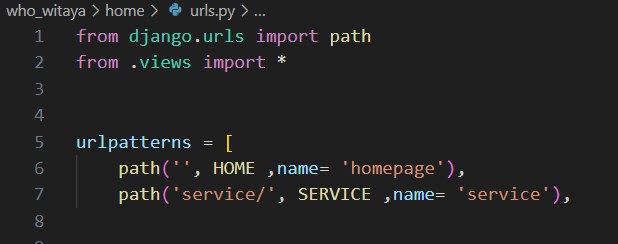 who_witaya > home > urls.py > ...
1 from django.urls import path
2 from .views import *
3
4
5 urlpatterns = [
6     path('', HOME ,name= 'homepage'),
7     path('service/', SERVICE ,name= 'service'),
8